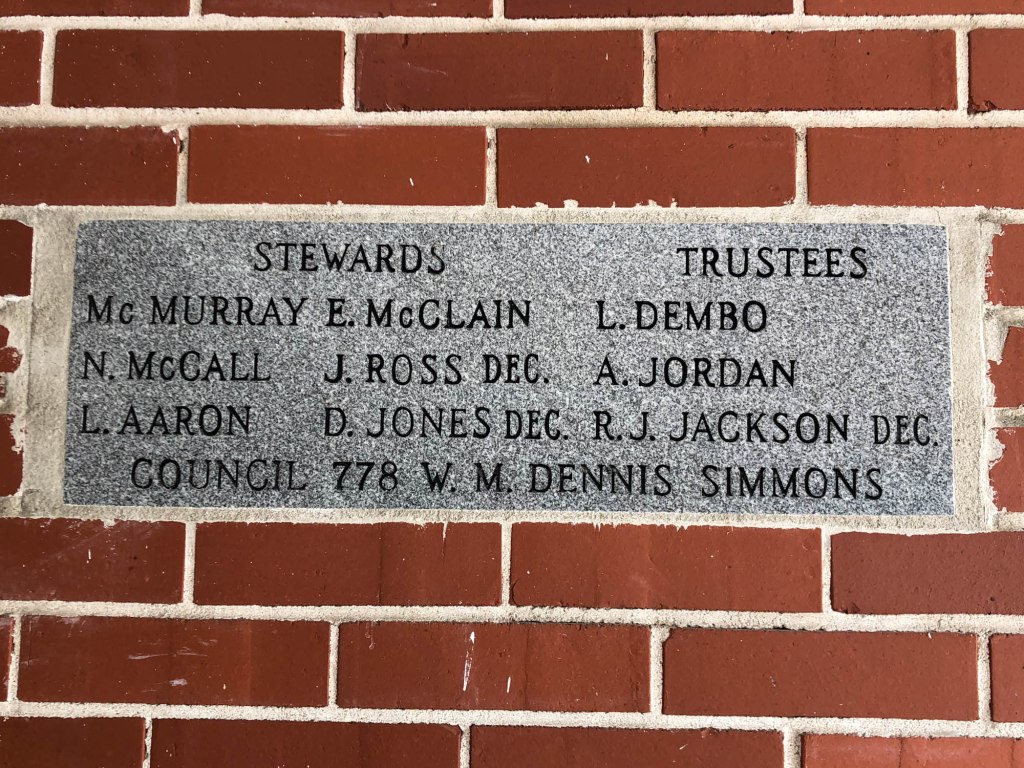 STEWARDS TRUSTEES
Mc MURRAY E. McCLAIN L. DEMBO
N. McCALL J. ROSS DEC. A. JORDAN
L. AARON D. JONES DEC. R. J. JACKSON DEC.
COUNCIL 778 W. M. DENNIS SIMMONS